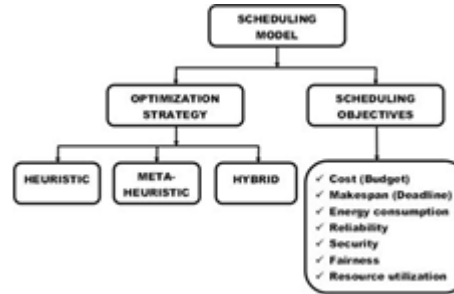 SCHEDULING
MODEL
OPTIMIZATION
STRATEGY
SCHEDULING
OBJECTIVES
HEURISTIC
META-
HEURISTIC
HYBRID
✓ Cost (Budget)
✓ Makespan (Deadline)
✓ Energy consumption
✓ Reliability
✓ Security
✓ Fairness
✓ Resource utilization